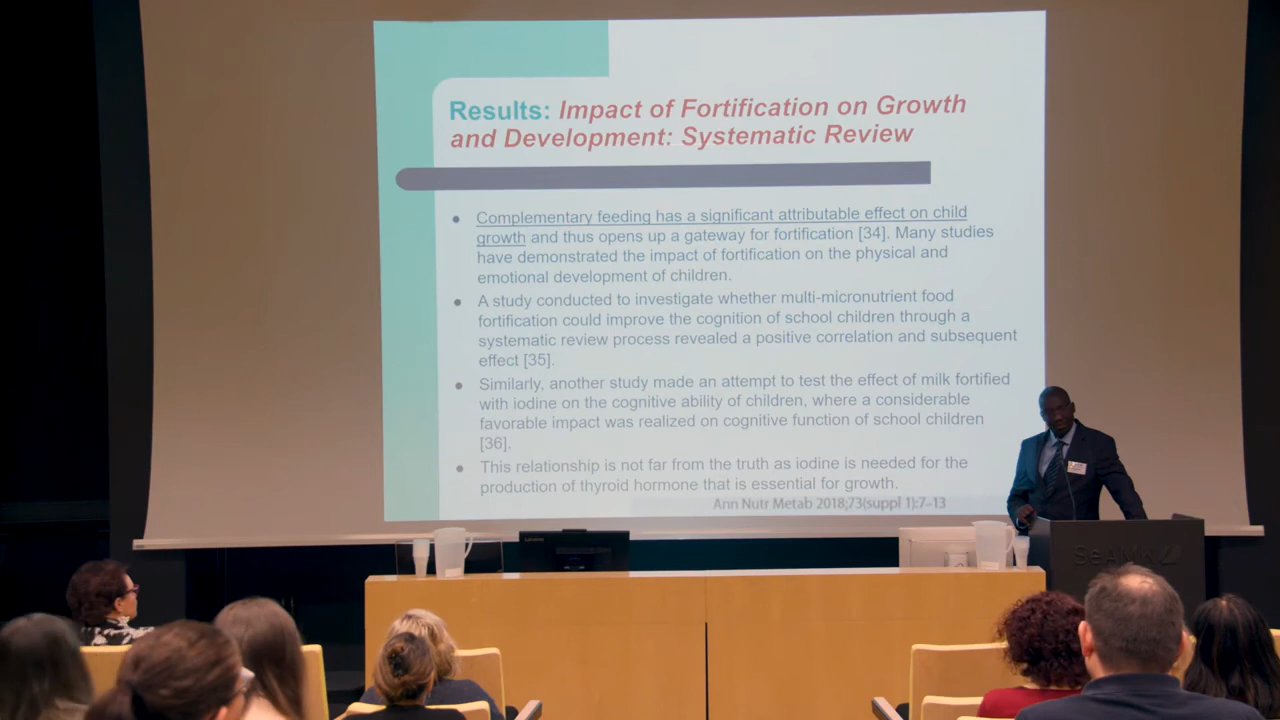 Results: Impact of Fortification on Growth
and Development: Systematic Review
• Complementary feeding has a significant attributable effect on child
growth and thus opens up a gateway for fortification [34]. Many studies
have demonstrated the impact of fortification on the physical and
emotional development of children.
• A study conducted to investigate whether multi-micronutrient food
fortification could improve the cognition of school children through a
systematic review process revealed a positive correlation and subsequent
effect [35].
• Similarly, another study made an attempt to test the effect of milk fortified
with iodine on the cognitive ability of children, where a considerable
favorable impact was realized on cognitive function of school children
[36].
• This relationship is not far from the truth as iodine is needed for the
production of thyroid hormone that is essential for growth.
Ann Nutr Metab 2018;73(suppl 1):7–13
Lenovo
SeAMK